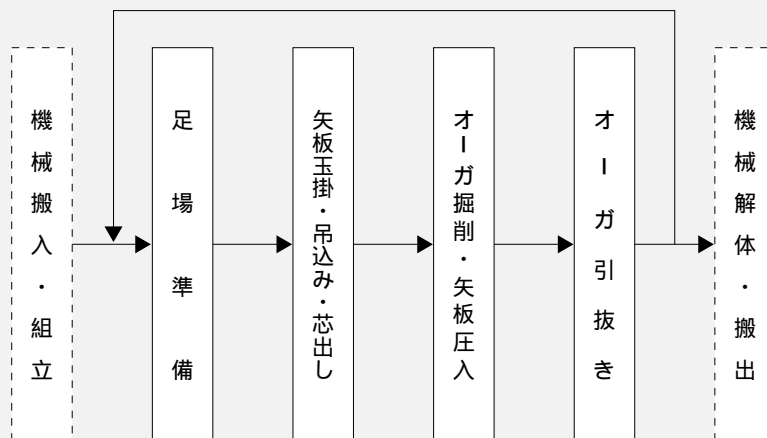 機械搬入・組立
足場準備
矢板玉掛・吊込み・芯出し
オーガ掘削・矢板圧入
オーガ引抜き
機械解体・搬出